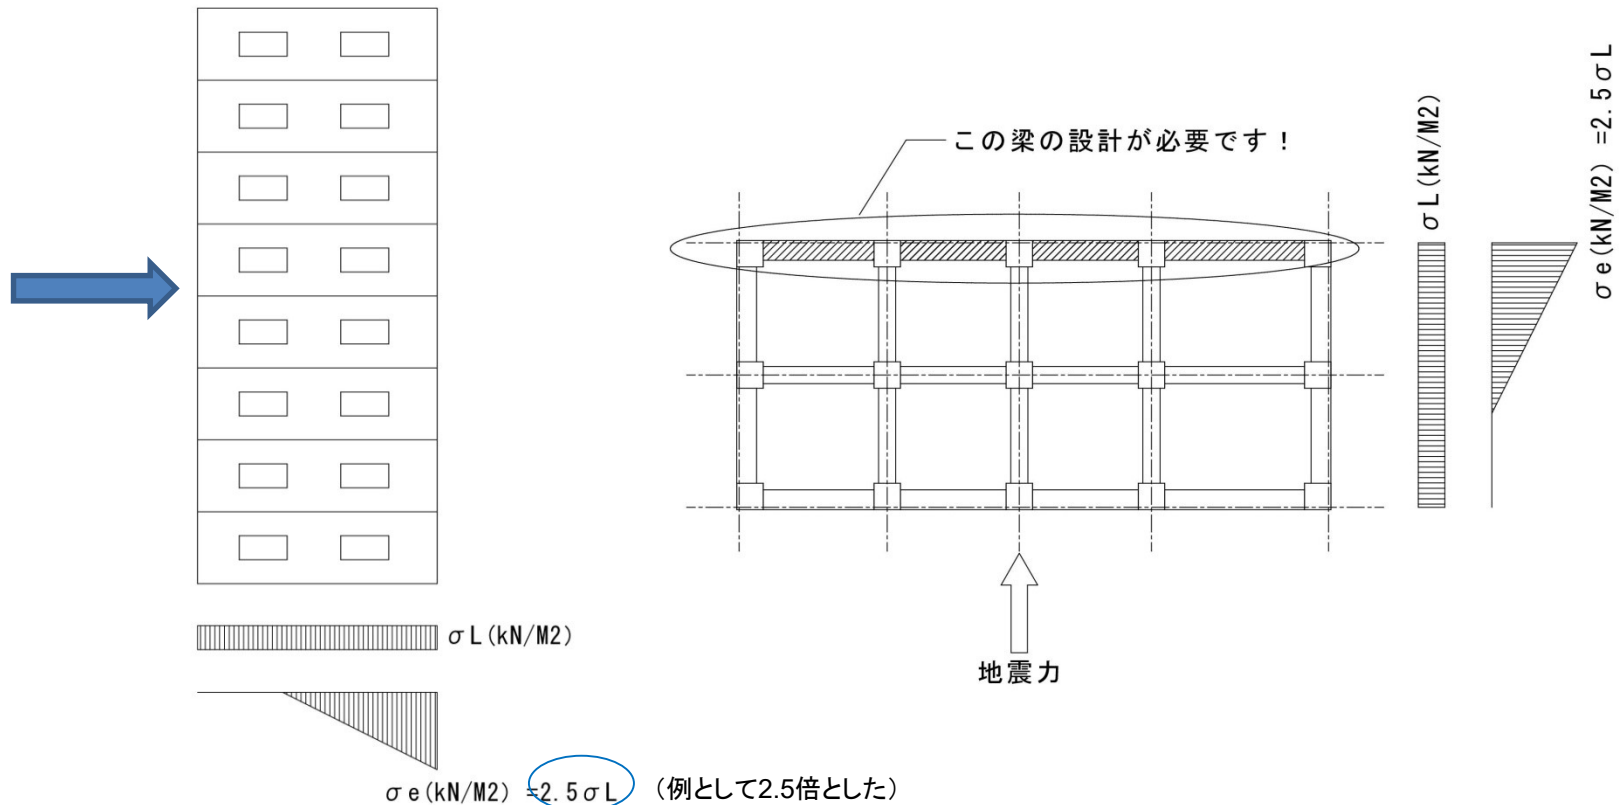 この梁の設計が必要です！
σL(kN/M2)
σe(kN/M2) =2.5σL
σL(kN/M2)
地震力
σe(kN/M2) =2.5σL （例として2.5倍とした）